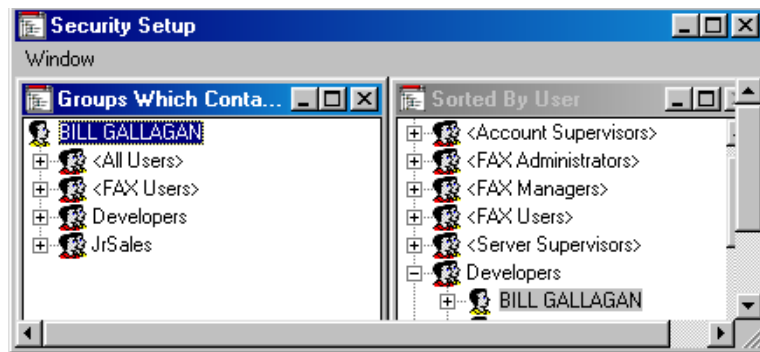 Security Setup
Window
Groups Which Conta...
BILL GALLAGAN
<All Users>
<FAX Users>
Developers
JrSales
Sorted By User
<Account Supervisors>
<FAX Administrators>
<FAX Managers>
<FAX Users>
<Server Supervisors>
Developers
BILL GALLAGAN